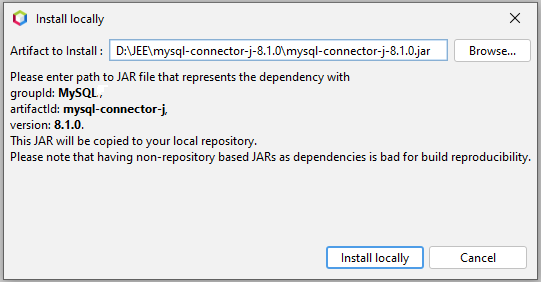 Install locally
Artifact to Install : D:\JEE\mysql-connector-j-8.1.0\mysql-connector-j-8.1.0.jar Browse...
Please enter path to JAR file that represents the dependency with
groupId: MySQL ,
artifactId: mysql-connector-j,
version: 8.1.0.
This JAR will be copied to your local repository.
Please note that having non-repository based JARs as dependencies is bad for build reproducibility.
Install locally Cancel